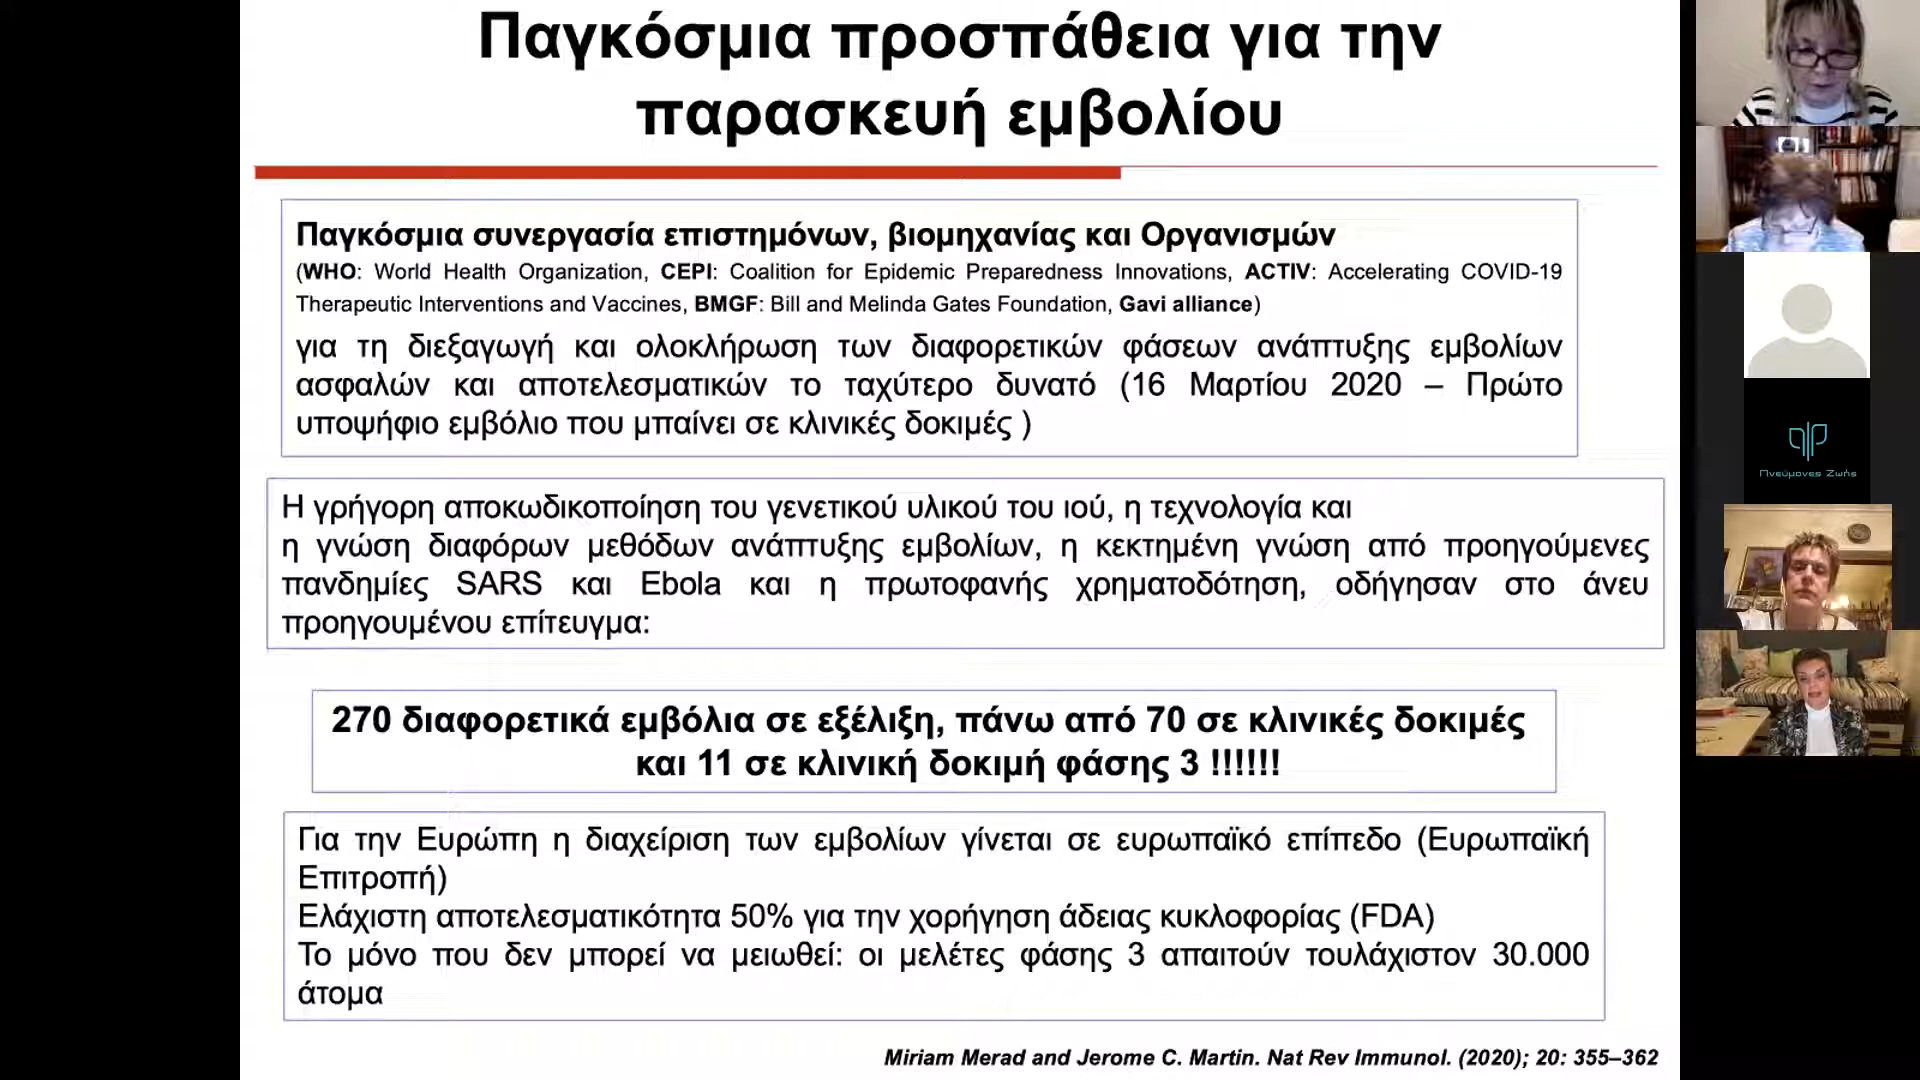 Παγκόσμια προσπάθεια για την
παρασκευή εμβολίου
Παγκόσμια συνεργασία επιστημόνων, βιομηχανίας και Οργανισμών
(WHO: World Health Organization, CEPI: Coalition for Epidemic Preparedness Innovations, ACTIV: Accelerating COVID-19
Therapeutic Interventions and Vaccines, BMGF: Bill and Melinda Gates Foundation, Gavi alliance)
για τη διεξαγωγή και ολοκλήρωση των διαφορετικών φάσεων ανάπτυξης εμβολίων
ασφαλών και αποτελεσματικών το ταχύτερο δυνατό (16 Μαρτίου 2020 – Πρώτο
υποψήφιο εμβόλιο που μπαίνει σε κλινικές δοκιμές )
Η γρήγορη αποκωδικοποίηση του γενετικού υλικού του ιού, η τεχνολογία και
η γνώση διαφόρων μεθόδων ανάπτυξης εμβολίων, η κεκτημένη γνώση από προηγούμενες
πανδημίες SARS και Ebola και η πρωτοφανής χρηματοδότηση, οδήγησαν στο άνευ
προηγουμένου επίτευγμα:
270 διαφορετικά εμβόλια σε εξέλιξη, πάνω από 70 σε κλινικές δοκιμές
και 11 σε κλινική δοκιμή φάσης 3 !!!!!!
Για την Ευρώπη η διαχείριση των εμβολίων γίνεται σε ευρωπαϊκό επίπεδο (Ευρωπαϊκή
Επιτροπή)
Ελάχιστη αποτελεσματικότητα 50% για την χορήγηση άδειας κυκλοφορίας (FDA)
Το μόνο που δεν μπορεί να μειωθεί: οι μελέτες φάσης 3 απαιτούν τουλάχιστον 30.000
άτομα
Miriam Merad and Jerome C. Martin. Nat Rev Immunol. (2020); 20: 355–362
Πνεύμονες Ζωής